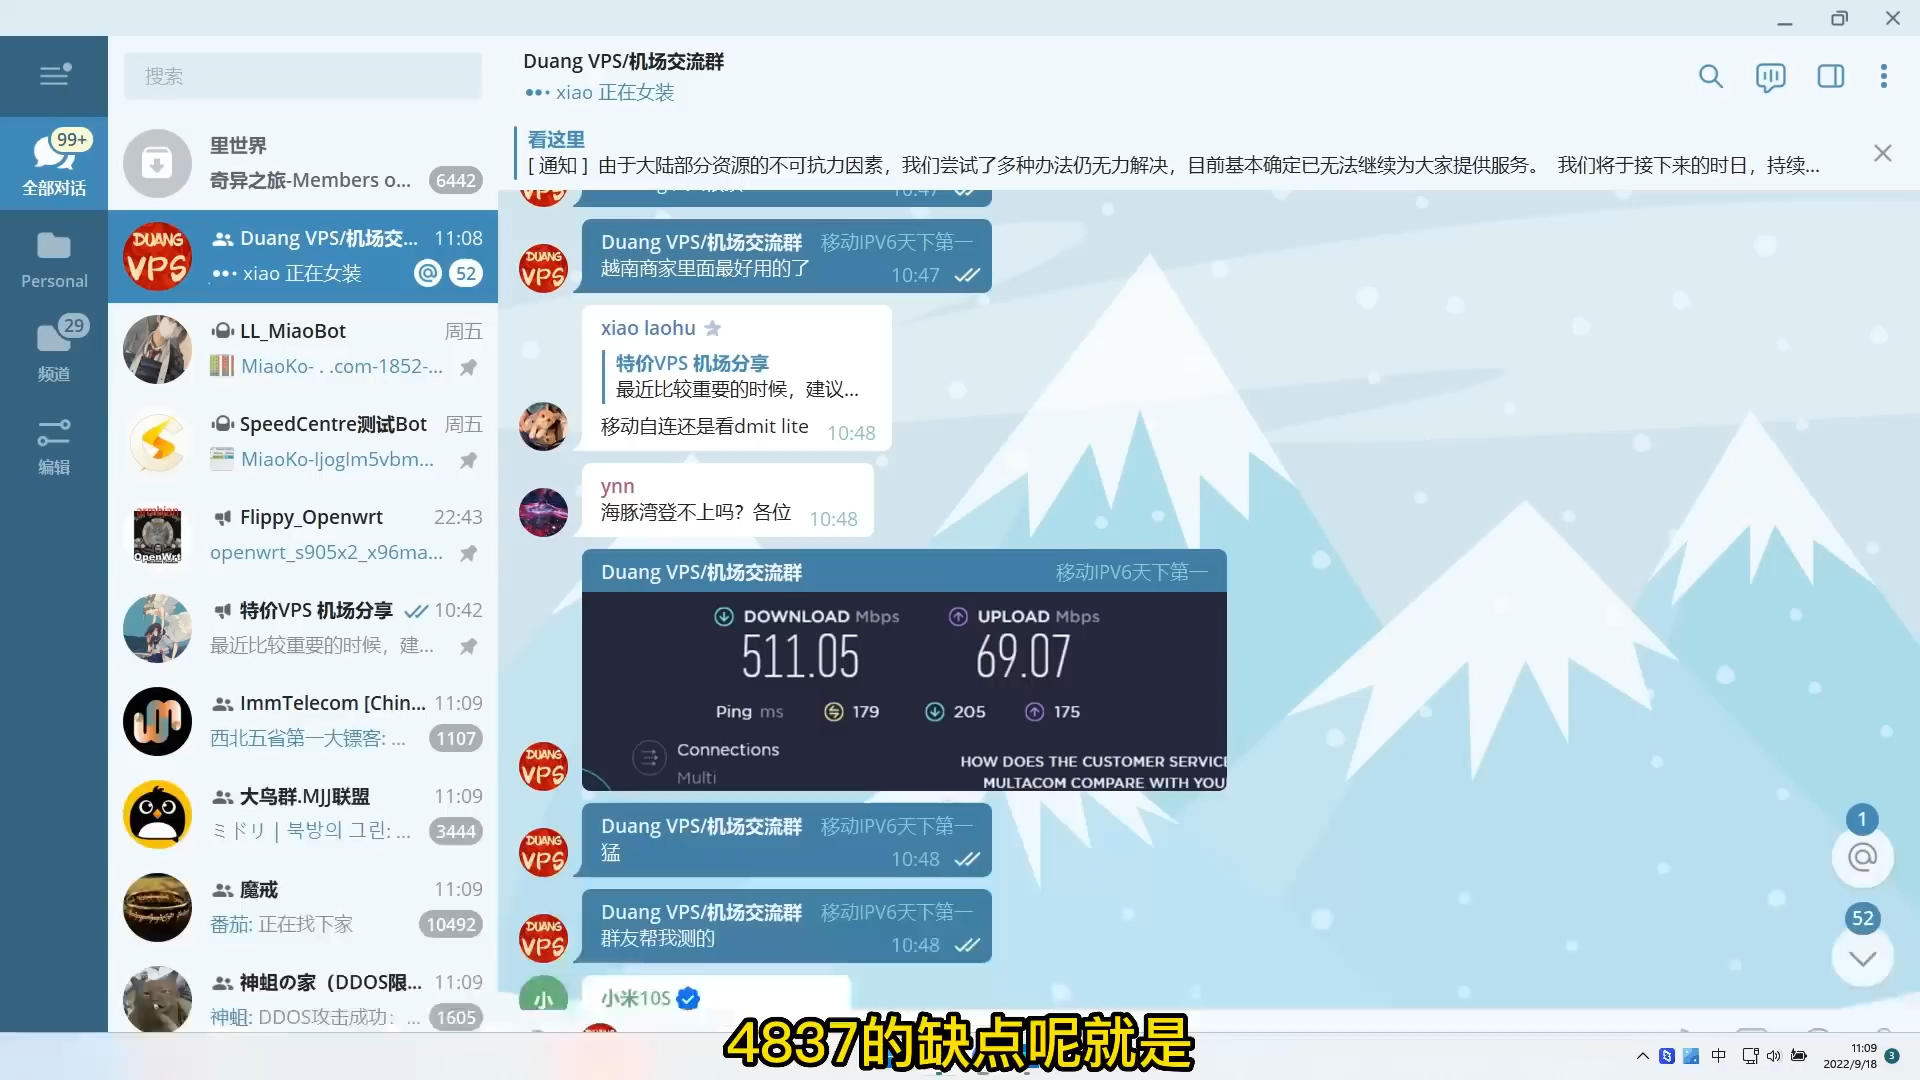 搜索
99+
全部对话
Personal
29
频道
编辑
里世界
奇异之旅-Members o...
6442
DUANG
VPS
Duang VPS/机场交...
11:08
xiao 正在女装
@
52
LL_MiaoBot
周五
MiaoKo- . .com-1852-...
SpeedCentre测试Bot
周五
MiaoKo-ljoglm5vbm...
OpenWrt
Flippy_Openwrt
22:43
openwrt_s905x2_x96ma...
特价VPS 机场分享
10:42
最近比较重要的时候，建...
ImmTelecom [Chin...
11:09
西北五省第一大镖客: ...
1107
大鸟群.MJJ联盟
11:09
ミドリ | 북방의 그린: ...
3444
魔戒
11:09
番茄: 正在找下家
10492
神蛆の家（DDOS限...
11:09
神蛆: DDOS攻击成功： ...
1605
Duang VPS/机场交流群
xiao 正在女装
看这里
[ 通知 ] 由于大陆部分资源的不可抗力因素，我们尝试了多种办法仍无力解决，目前基本确定已无法继续为大家提供服务。 我们将于接下来的时日，持续...
10:47
Duang VPS/机场交流群 移动IPV6天下第一
越南商家里面最好用的了
10:47
DUANG
VPS
xiao laohu
特价VPS 机场分享
最近比较重要的时候，建议...
移动自连还是看dmit lite
10:48
ynn
海豚湾登不上吗？各位
10:48
Duang VPS/机场交流群 移动IPV6天下第一
DOWNLOAD Mbps
UPLOAD Mbps
511.05
69.07
Ping ms 179 205 175
Connections
Multi
HOW DOES THE CUSTOMER SERVICE
MULTACOM COMPARE WITH YOU
DUANG
VPS
Duang VPS/机场交流群 移动IPV6天下第一
猛
10:48
DUANG
VPS
Duang VPS/机场交流群 移动IPV6天下第一
群友帮我测的
10:48
DUANG
VPS
小
小米10S
1
@
52
4837的缺点呢就是
中
11:09
2022/9/18
3